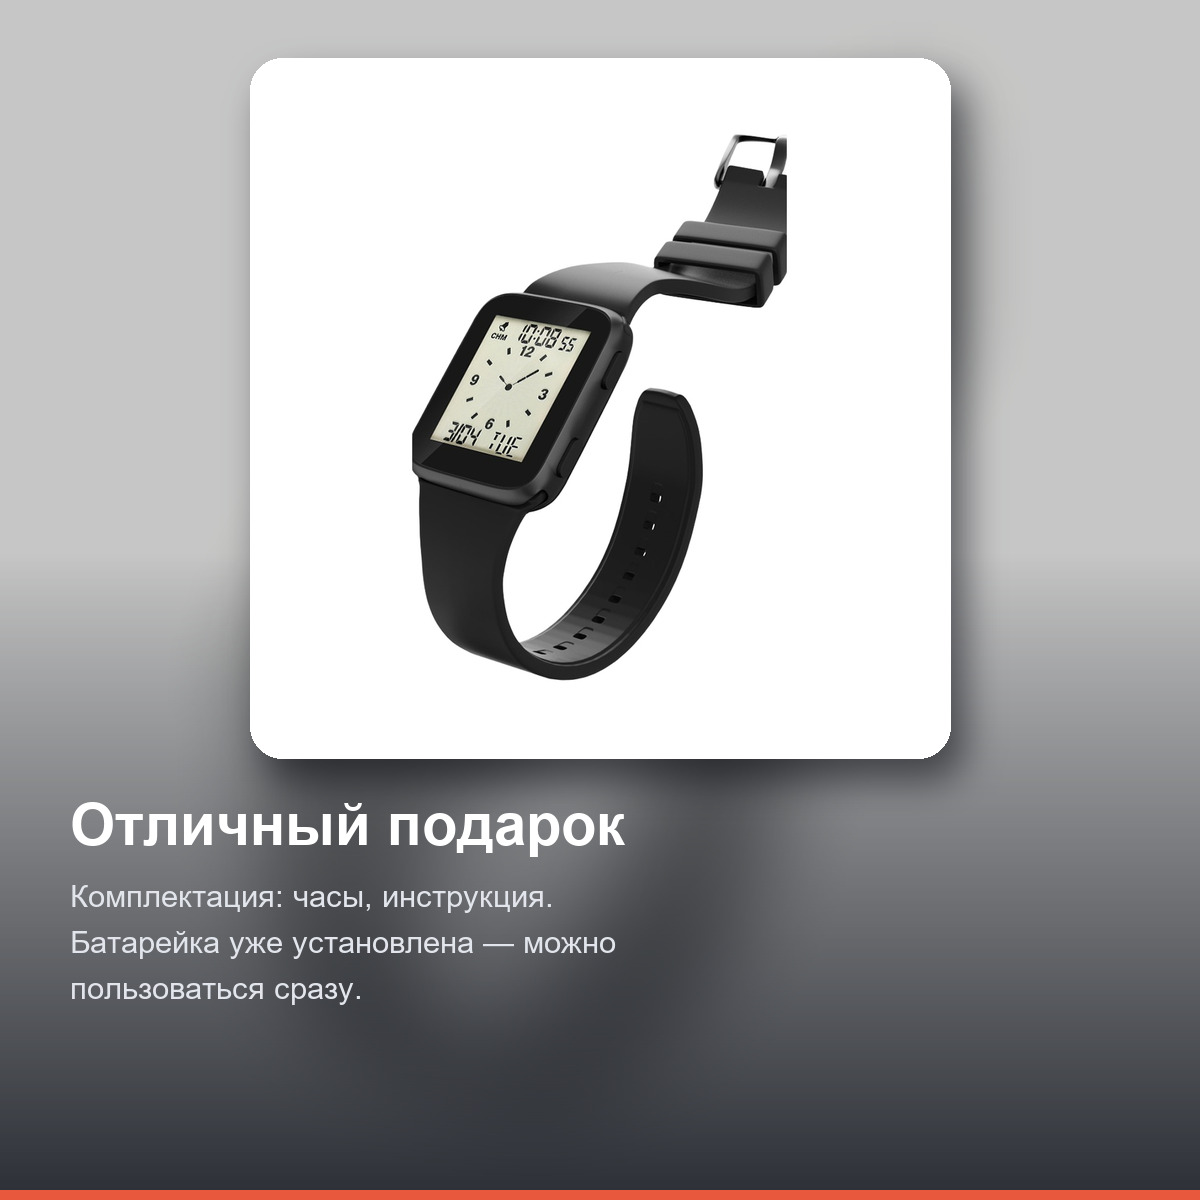 10:08 55
CHM
12
9
3
6
3104 TUE
Отличный подарок
Комплектация: часы, инструкция.
Батарейка уже установлена — можно
пользоваться сразу.